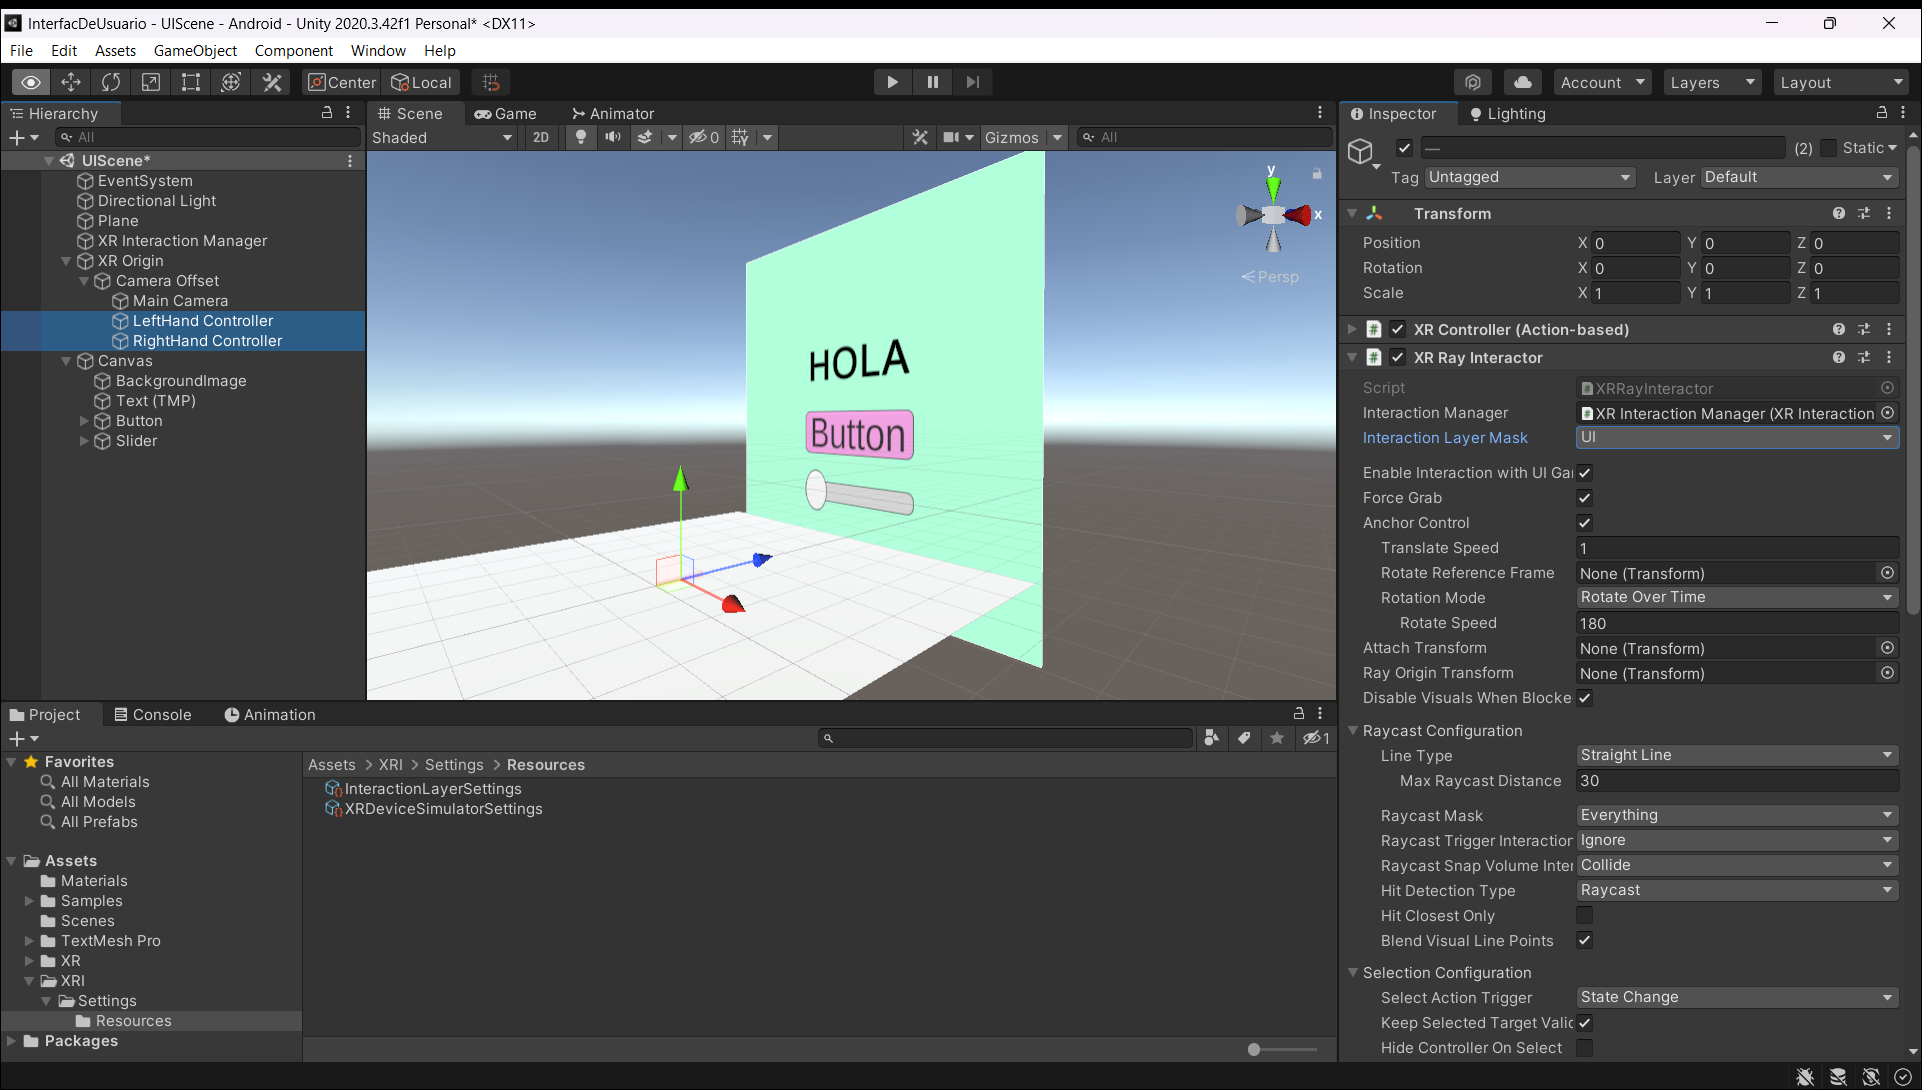 InterfacDeUsuario - UIScene - Android - Unity 2020.3.42f1 Personal* <DX11>
File Edit Assets GameObject Component Window Help
Center Local Account Layers Layout
Hierarchy
All
UIScene*
EventSystem
Directional Light
Plane
XR Interaction Manager
XR Origin
Camera Offset
Main Camera
LeftHand Controller
RightHand Controller
Canvas
BackgroundImage
Text (TMP)
Button
Slider
Scene Game Animator
Shaded 2D 0 Gizmos All
y
x
Persp
HOLA
Button
Inspector Lighting
— (2) Static
Tag Untagged Layer Default
Transform
Position X 0 Y 0 Z 0
Rotation X 0 Y 0 Z 0
Scale X 1 Y 1 Z 1
XR Controller (Action-based)
XR Ray Interactor
Script XRRayInteractor
Interaction Manager XR Interaction Manager (XR Interaction
Interaction Layer Mask UI
Enable Interaction with UI Gar
Force Grab
Anchor Control
Translate Speed 1
Rotate Reference Frame None (Transform)
Rotation Mode Rotate Over Time
Rotate Speed 180
Attach Transform None (Transform)
Ray Origin Transform None (Transform)
Disable Visuals When Blocke
Raycast Configuration
Line Type Straight Line
Max Raycast Distance 30
Raycast Mask Everything
Raycast Trigger Interaction Ignore
Raycast Snap Volume Inter Collide
Hit Detection Type Raycast
Hit Closest Only
Blend Visual Line Points
Selection Configuration
Select Action Trigger State Change
Keep Selected Target Valid
Hide Controller On Select
Project Console Animation
1
Favorites
All Materials
All Models
All Prefabs
Assets
Materials
Samples
Scenes
TextMesh Pro
XR
XRI
Settings
Resources
Packages
Assets > XRI > Settings > Resources
InteractionLayerSettings
XRDeviceSimulatorSettings